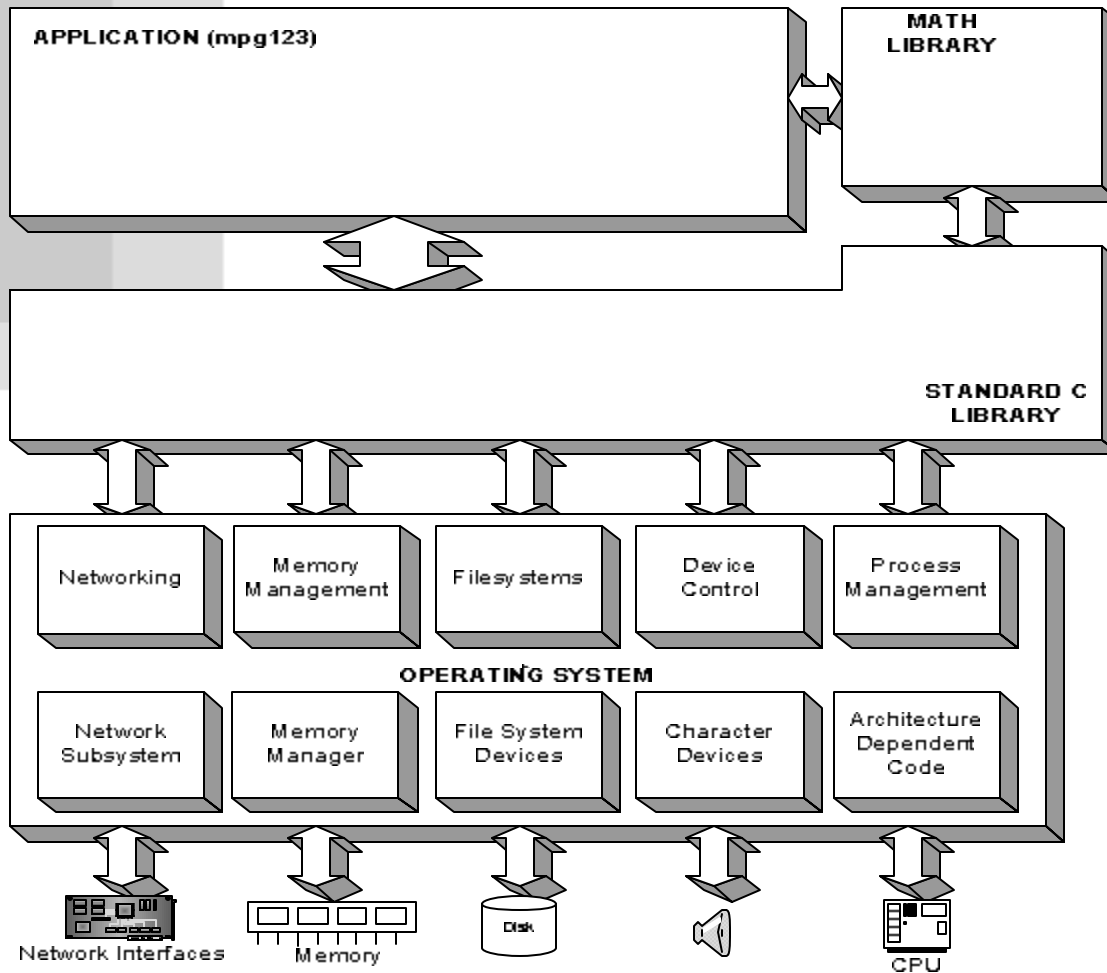 APPLICATION (mpg123)
MATH
LIBRARY
STANDARD C
LIBRARY
Networking
Memory
Management
Filesystems
Device
Control
Process
Management
OPERATING SYSTEM
Network
Subsystem
Memory
Manager
File System
Devices
Character
Devices
Architecture
Dependent
Code
Network Interfaces
Memory
Disk
CPU